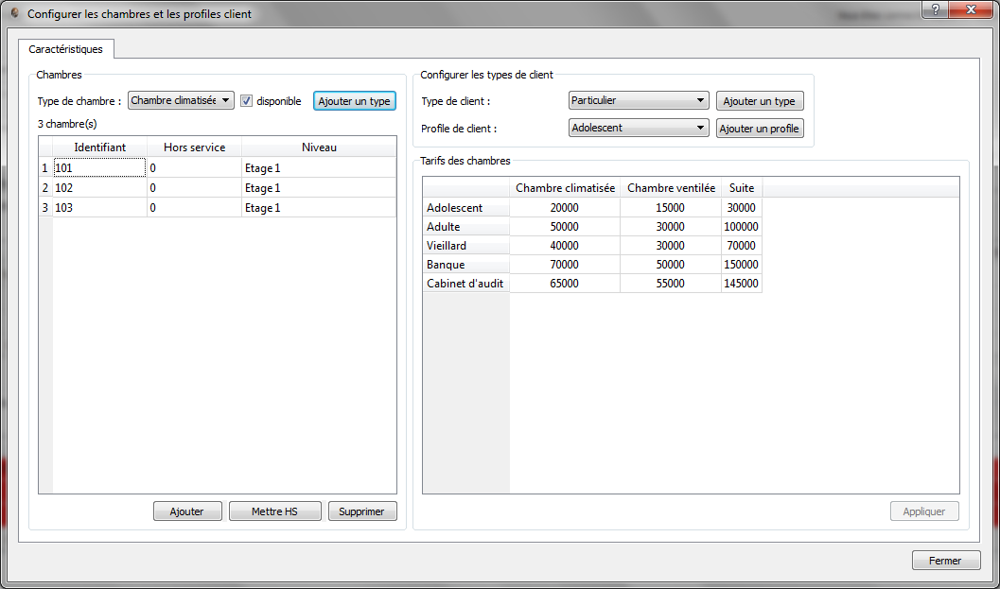 Configurer les chambres et les profiles client
Caractéristiques
Chambres
Type de chambre : Chambre climatisée disponible Ajouter un type
3 chambre(s)
Identifiant Hors service Niveau
1 101 0 Etage 1
2 102 0 Etage 1
3 103 0 Etage 1
Ajouter Mettre HS Supprimer
Configurer les types de client
Type de client : Particulier Ajouter un type
Profile de client : Adolescent Ajouter un profile
Tarifs des chambres
Chambre climatisée Chambre ventilée Suite
Adolescent 20000 15000 30000
Adulte 50000 30000 100000
Vieillard 40000 30000 70000
Banque 70000 50000 150000
Cabinet d'audit 65000 55000 145000
Appliquer
Fermer